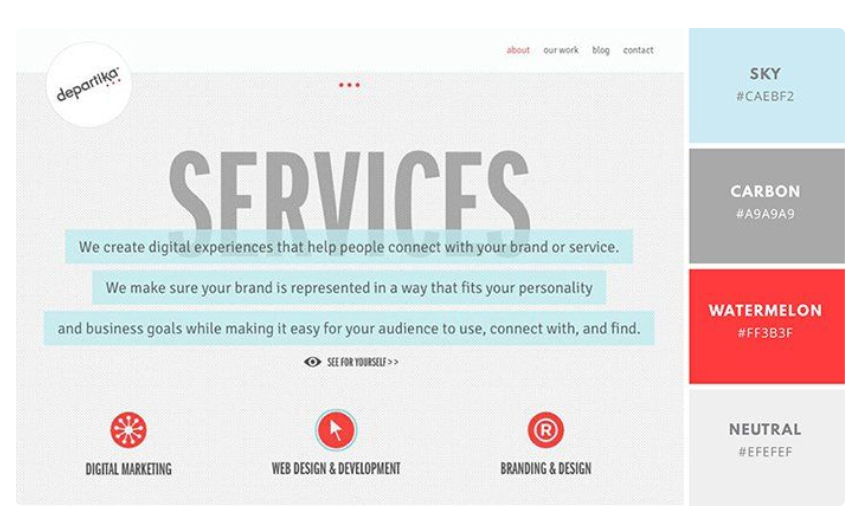 departika
about our work blog contact
SERVICES
We create digital experiences that help people connect with your brand or service.
We make sure your brand is represented in a way that fits your personality
and business goals while making it easy for your audience to use, connect with, and find.
SEE FOR YOURSELF >>
DIGITAL MARKETING
WEB DESIGN & DEVELOPMENT
®
BRANDING & DESIGN
SKY
#CAEBF2
CARBON
#A9A9A9
WATERMELON
#FF3B3F
NEUTRAL
#EFEFEF